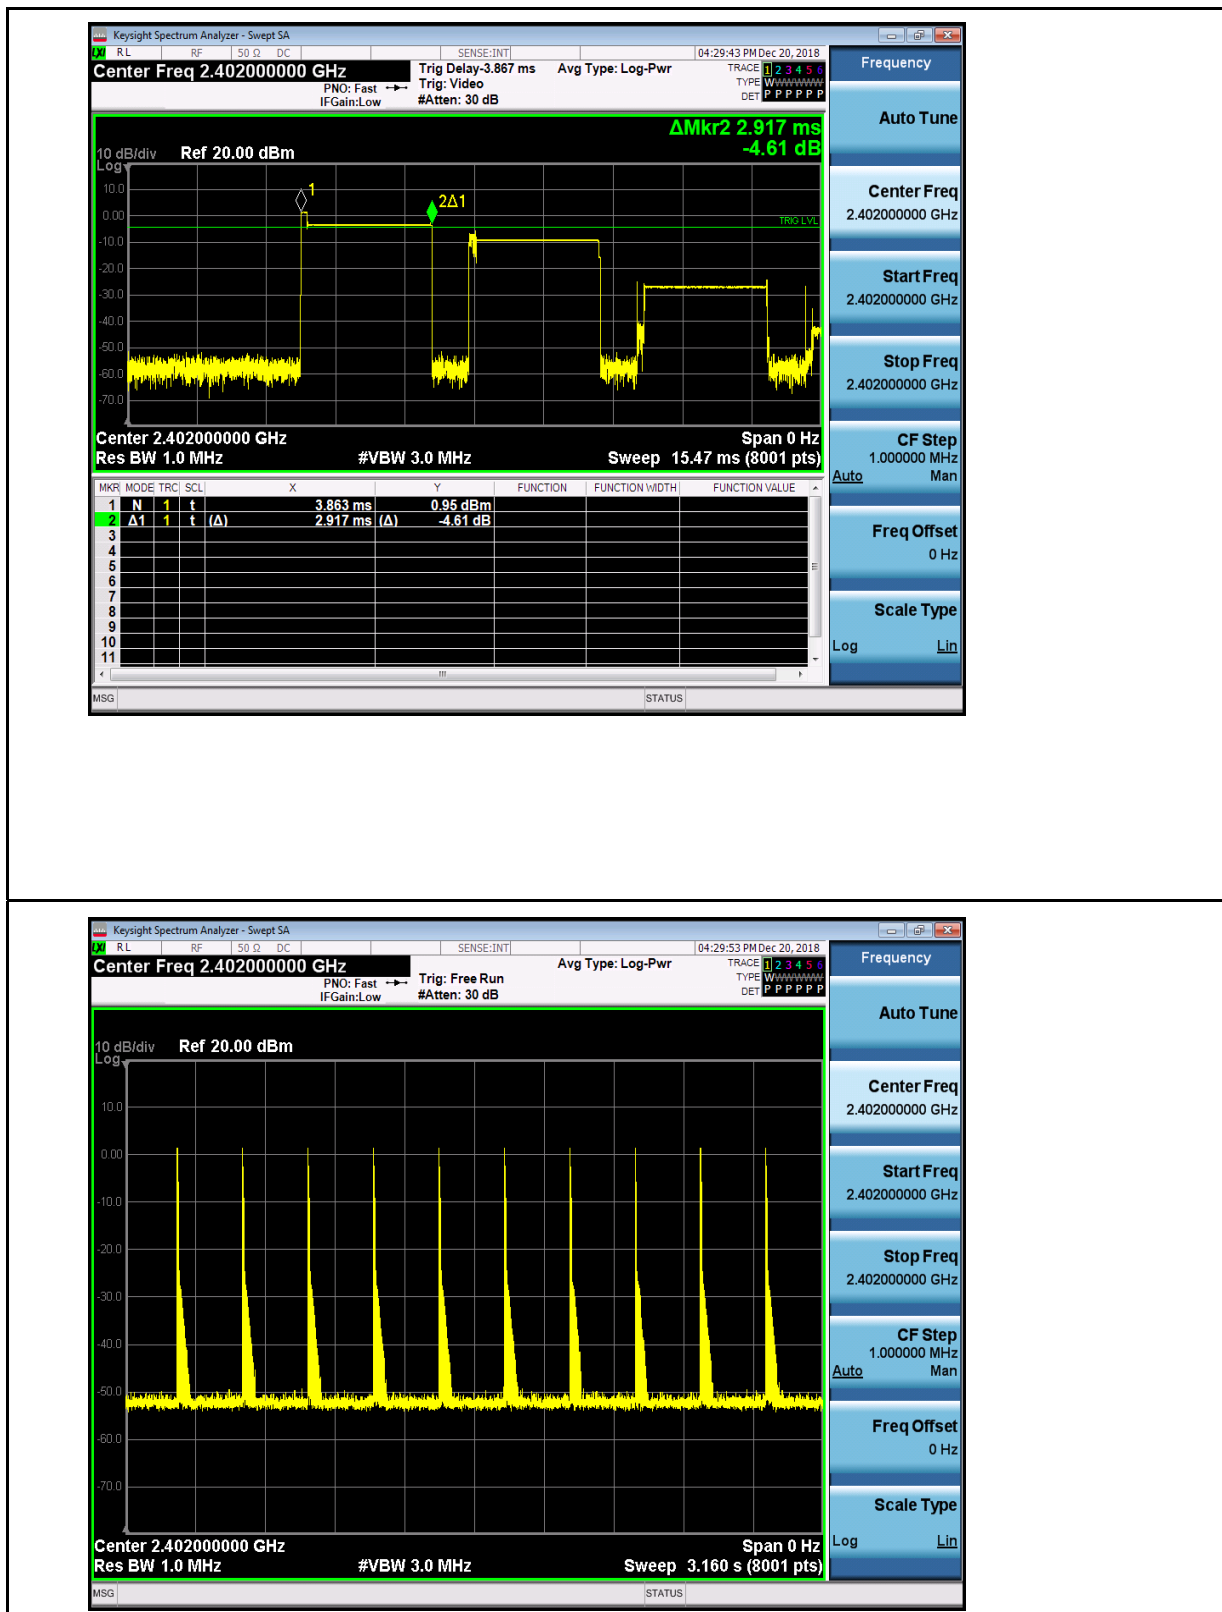 Keysight Spectrum Analyzer - Swept SA
LXI RL RF 50 Ω DC SENSE:INT 04:29:43 PM Dec 20, 2018
Center Freq 2.402000000 GHz
Trig Delay-3.867 ms Avg Type: Log-Pwr
TRACE 1 2 3 4 5 6
PNO: Fast Trig: Video
TYPE WWWWWW
IFGain:Low #Atten: 30 dB
DET P P P P P P
ΔMkr2 2.917 ms
-4.61 dB
10 dB/div Ref 20.00 dBm
Log
10.0
0.00
-10.0
-20.0
-30.0
-40.0
-50.0
-60.0
-70.0
1
2Δ1
TRIG LVL
Center 2.402000000 GHz Span 0 Hz
Res BW 1.0 MHz #VBW 3.0 MHz Sweep 15.47 ms (8001 pts)
MKR MODE TRC SCL X Y FUNCTION FUNCTION WIDTH FUNCTION VALUE
1 N 1 t 3.863 ms 0.95 dBm
2 Δ1 1 t (Δ) 2.917 ms (Δ) -4.61 dB
3
4
5
6
7
8
9
10
11
MSG STATUS
Frequency
Auto Tune
Center Freq
2.402000000 GHz
Start Freq
2.402000000 GHz
Stop Freq
2.402000000 GHz
CF Step
1.000000 MHz
Auto Man
Freq Offset
0 Hz
Scale Type
Log Lin
Keysight Spectrum Analyzer - Swept SA
LXI RL RF 50 Ω DC SENSE:INT 04:29:53 PM Dec 20, 2018
Center Freq 2.402000000 GHz
Avg Type: Log-Pwr
TRACE 1 2 3 4 5 6
PNO: Fast Trig: Free Run
TYPE WWWWWW
IFGain:Low #Atten: 30 dB
DET P P P P P P
10 dB/div Ref 20.00 dBm
Log
10.0
0.00
-10.0
-20.0
-30.0
-40.0
-50.0
-60.0
-70.0
Center 2.402000000 GHz Span 0 Hz
Res BW 1.0 MHz #VBW 3.0 MHz Sweep 3.160 s (8001 pts)
MSG STATUS
Frequency
Auto Tune
Center Freq
2.402000000 GHz
Start Freq
2.402000000 GHz
Stop Freq
2.402000000 GHz
CF Step
1.000000 MHz
Auto Man
Freq Offset
0 Hz
Scale Type
Log Lin